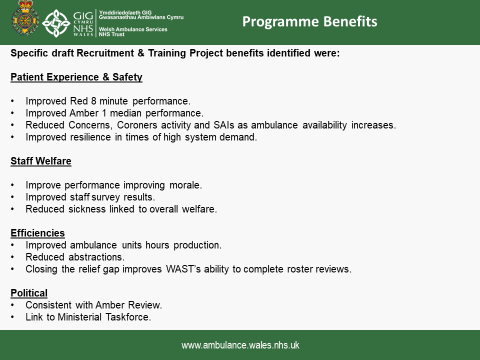 Ymddiriedolaeth GIG
Gwasanaethau Ambiwlans Cymru
GIG
CYMRU
NHS
WALES
Welsh Ambulance Services
NHS Trust
Programme Benefits
Specific draft Recruitment & Training Project benefits identified were:
Patient Experience & Safety
• Improved Red 8 minute performance.
• Improved Amber 1 median performance.
• Reduced Concerns, Coroners activity and SAIs as ambulance availability increases.
• Improved resilience in times of high system demand.
Staff Welfare
• Improve performance improving morale.
• Improved staff survey results.
• Reduced sickness linked to overall welfare.
Efficiencies
• Improved ambulance units hours production.
• Reduced abstractions.
• Closing the relief gap improves WAST's ability to complete roster reviews.
Political
• Consistent with Amber Review.
• Link to Ministerial Taskforce.
www.ambulance.wales.nhs.uk